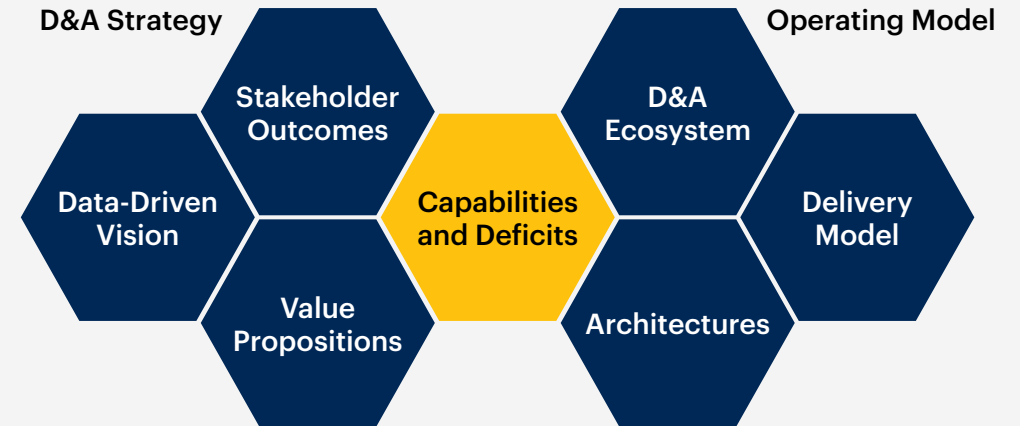 D&A Strategy
Operating Model
Stakeholder
Outcomes
D&A
Ecosystem
Data-Driven
Vision
Capabilities
and Deficits
Delivery
Model
Value
Propositions
Architectures